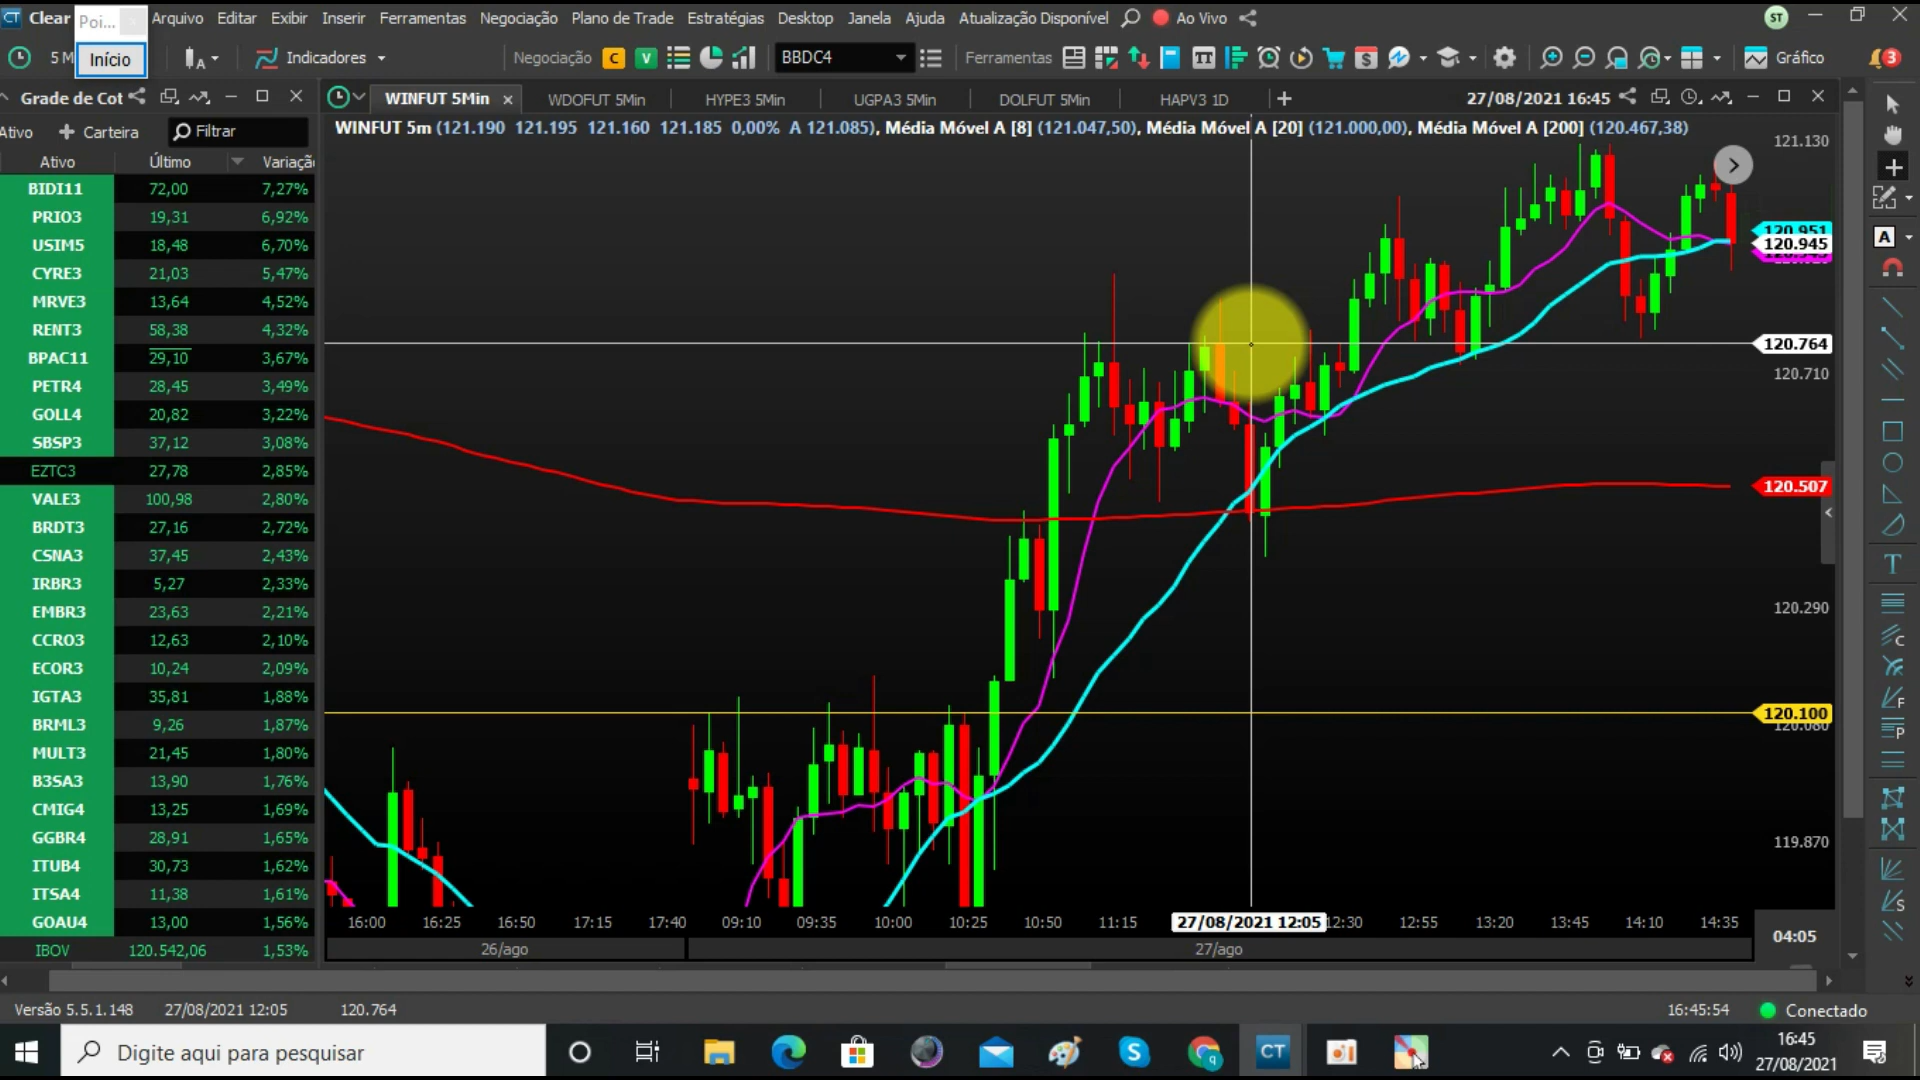 Clear
Poi...
Arquivo Editar Exibir Inserir Ferramentas Negociação Plano de Trade Estratégias Desktop Janela Ajuda Atualização Disponível Ao Vivo
ST
5 M
Início
Indicadores
Negociação
C
V
BBDC4
Ferramentas
Gráfico
3
Grade de Cot
WINFUT 5Min
WDOFUT 5Min
HYPE3 5Min
UGPA3 5Min
DOLFUT 5Min
HAPV3 1D
27/08/2021 16:45
Ativo
Carteira
Filtrar
WINFUT 5m (121.190 121.195 121.160 121.185 0,00% A 121.085), Média Móvel A [8] (121.047,50), Média Móvel A [20] (121.000,00), Média Móvel A [200] (120.467,38)
Ativo Último Variação
BIDI11 72,00 7,27%
PRIO3 19,31 6,92%
USIM5 18,48 6,70%
CYRE3 21,03 5,47%
MRVE3 13,64 4,52%
RENT3 58,38 4,32%
BPAC11 29,10 3,67%
PETR4 28,45 3,49%
GOLL4 20,82 3,22%
SBSP3 37,12 3,08%
EZTC3 27,78 2,85%
VALE3 100,98 2,80%
BRDT3 27,16 2,72%
CSNA3 37,45 2,43%
IRBR3 5,27 2,33%
EMBR3 23,63 2,21%
CCRO3 12,63 2,10%
ECOR3 10,24 2,09%
IGTA3 35,81 1,88%
BRML3 9,26 1,87%
MULT3 21,45 1,80%
B3SA3 13,90 1,76%
CMIG4 13,25 1,69%
GGBR4 28,91 1,65%
ITUB4 30,73 1,62%
ITSA4 11,38 1,61%
GOAU4 13,00 1,56%
IBOV 120.542,06 1,53%
121.130
120.951
120.945
120.764
120.710
120.507
120.290
120.100
120.080
119.870
16:00 16:25 16:50 17:15 17:40 09:10 09:35 10:00 10:25 10:50 11:15 27/08/2021 12:05 12:30 12:55 13:20 13:45 14:10 14:35
04:05
26/ago
27/ago
Versão 5.5.1.148 27/08/2021 12:05 120.764
16:45:54
Conectado
Digite aqui para pesquisar
CT
16:45
27/08/2021